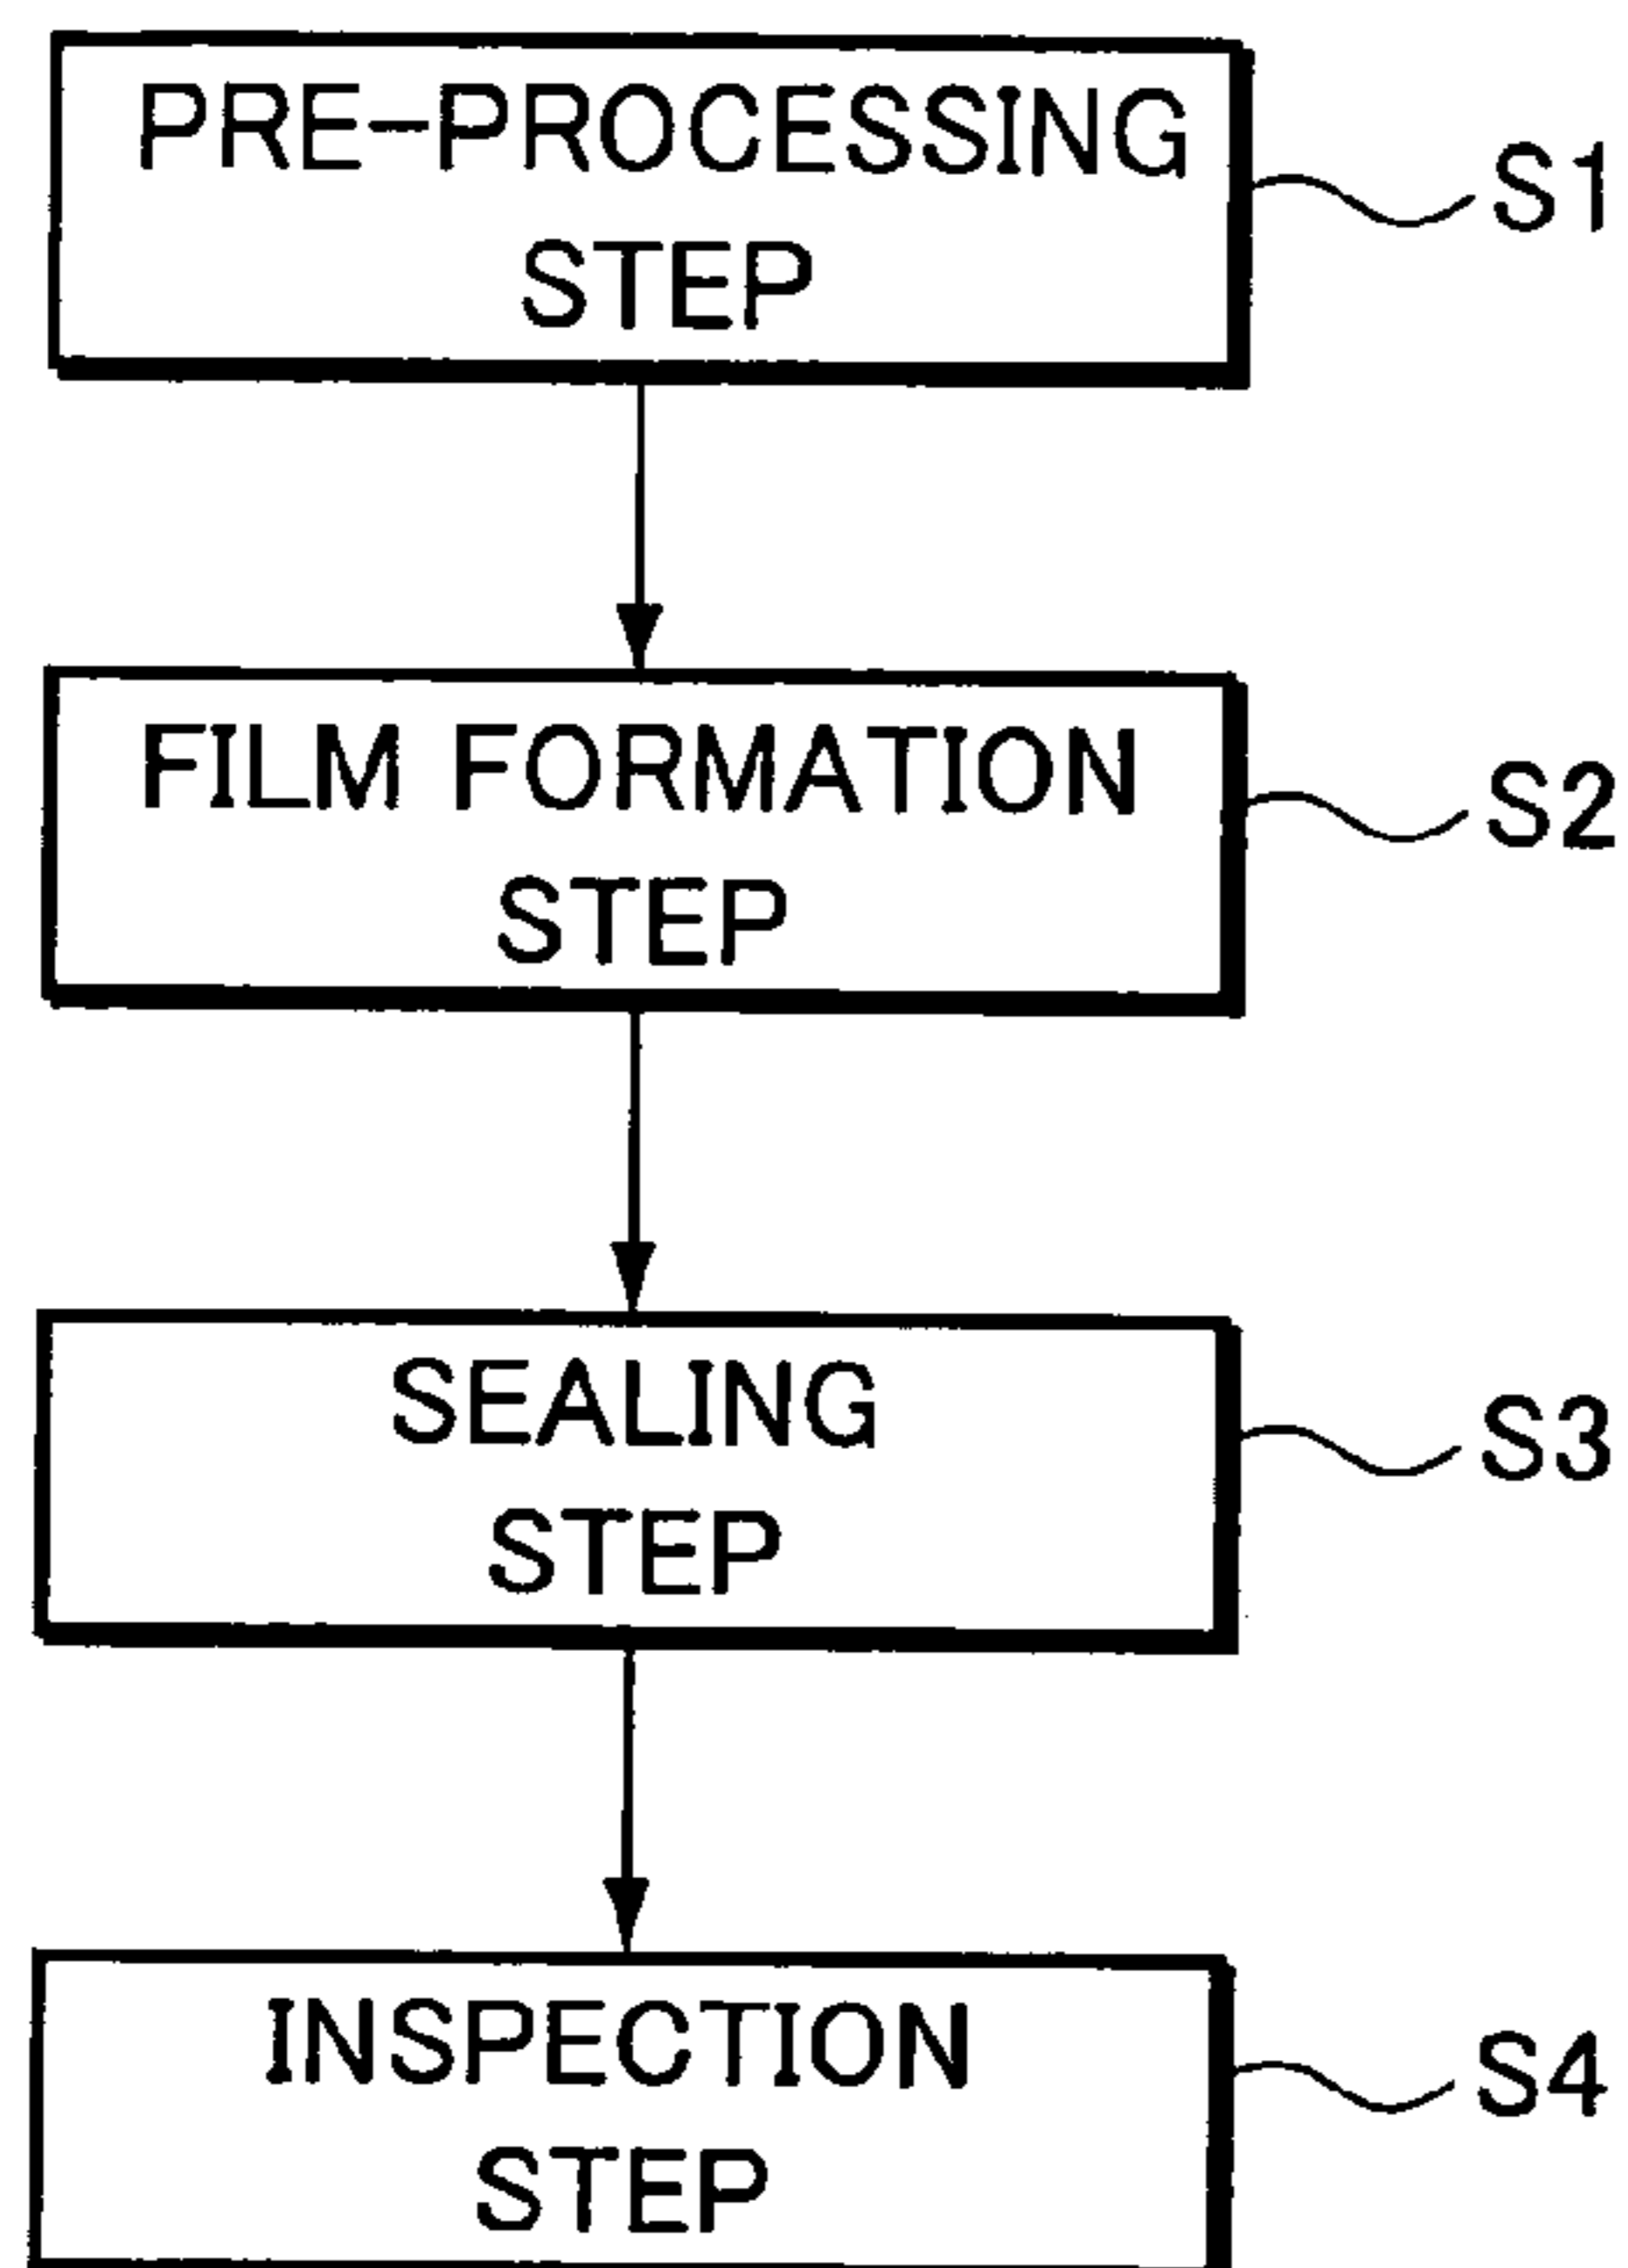 PRE-PROCESSING
STEP
S1
FILM FORMATION
STEP
S2
SEALING
STEP
S3
INSPECTION
STEP
S4